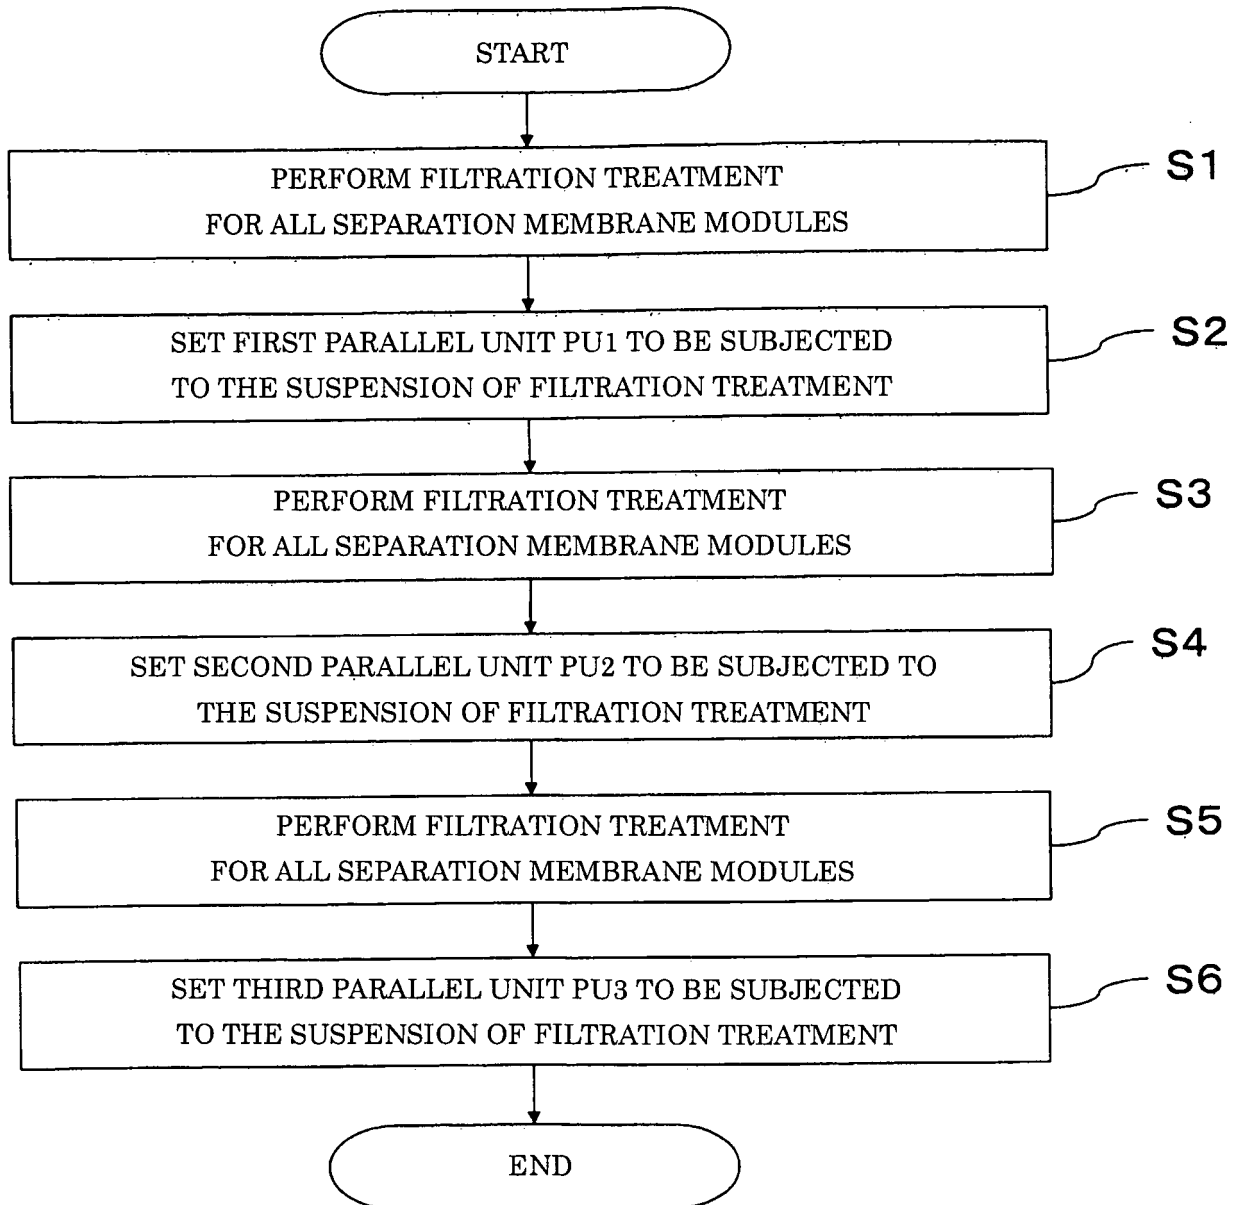 START
PERFORM FILTRATION TREATMENT
FOR ALL SEPARATION MEMBRANE MODULES
S1
SET FIRST PARALLEL UNIT PU1 TO BE SUBJECTED
TO THE SUSPENSION OF FILTRATION TREATMENT
S2
PERFORM FILTRATION TREATMENT
FOR ALL SEPARATION MEMBRANE MODULES
S3
SET SECOND PARALLEL UNIT PU2 TO BE SUBJECTED TO
THE SUSPENSION OF FILTRATION TREATMENT
S4
PERFORM FILTRATION TREATMENT
FOR ALL SEPARATION MEMBRANE MODULES
S5
SET THIRD PARALLEL UNIT PU3 TO BE SUBJECTED
TO THE SUSPENSION OF FILTRATION TREATMENT
S6
END